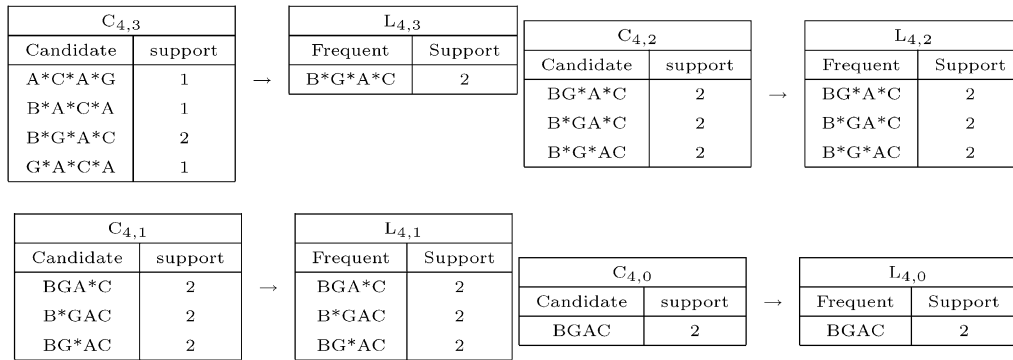 C4,3
Candidate support
A*C*A*G 1
B*A*C*A 1
B*G*A*C 2
G*A*C*A 1
→
L4,3
Frequent Support
B*G*A*C 2
C4,2
Candidate support
BG*A*C 2
B*GA*C 2
B*G*AC 2
→
L4,2
Frequent Support
BG*A*C 2
B*GA*C 2
B*G*AC 2
C4,1
Candidate support
BGA*C 2
B*GAC 2
BG*AC 2
→
L4,1
Frequent Support
BGA*C 2
B*GAC 2
BG*AC 2
C4,0
Candidate support
BGAC 2
→
L4,0
Frequent Support
BGAC 2